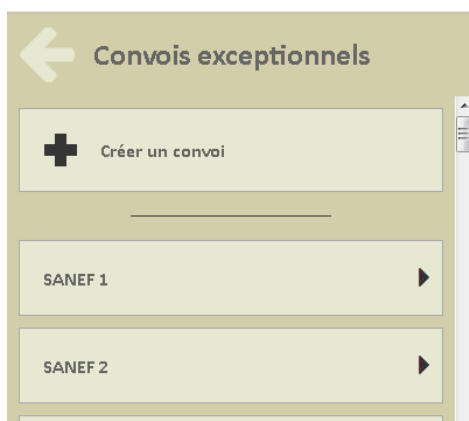 Convois exceptionnels
Créer un convoi
SANEF 1
SANEF 2